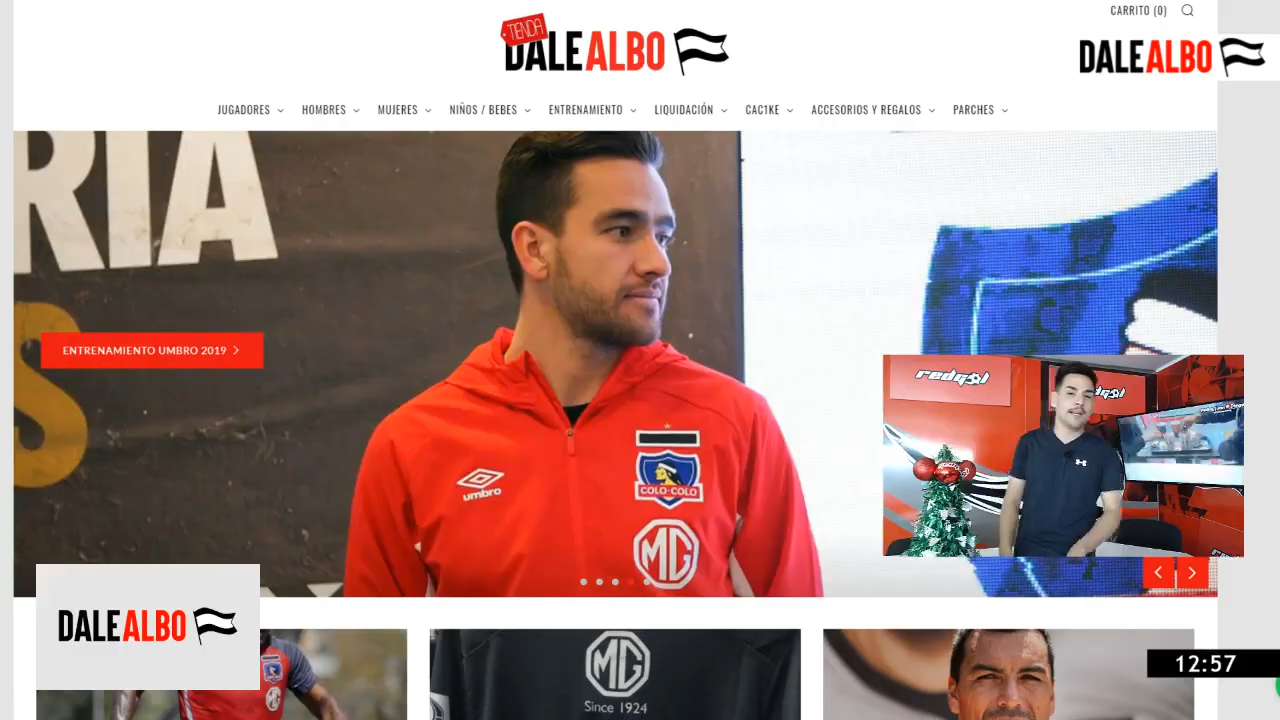 CARRITO (0)
TIENDA
DALEALBO
DALEALBO
JUGADORES
HOMBRES
MUJERES
NIÑOS / BEBES
ENTRENAMIENTO
LIQUIDACIÓN
CAC1KE
ACCESORIOS Y REGALOS
PARCHES
RIA
S
ENTRENAMIENTO UMBRO 2019
umbro
COLO-COLO
MG
redgol
redgol
DALEALBO
MG
MG
Since 1924
12:57